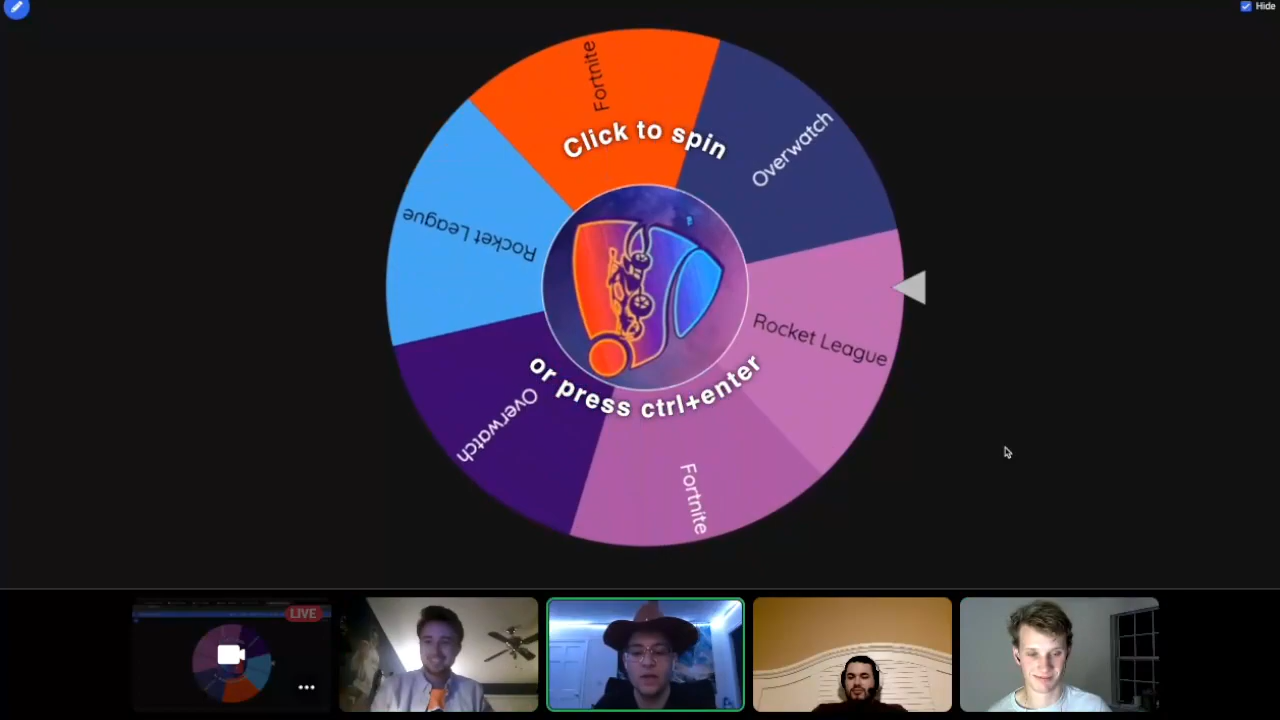 Hide
Fortnite
Overwatch
Click to spin
Rocket League
Rocket League
or press ctrl+enter
Overwatch
Fortnite
LIVE